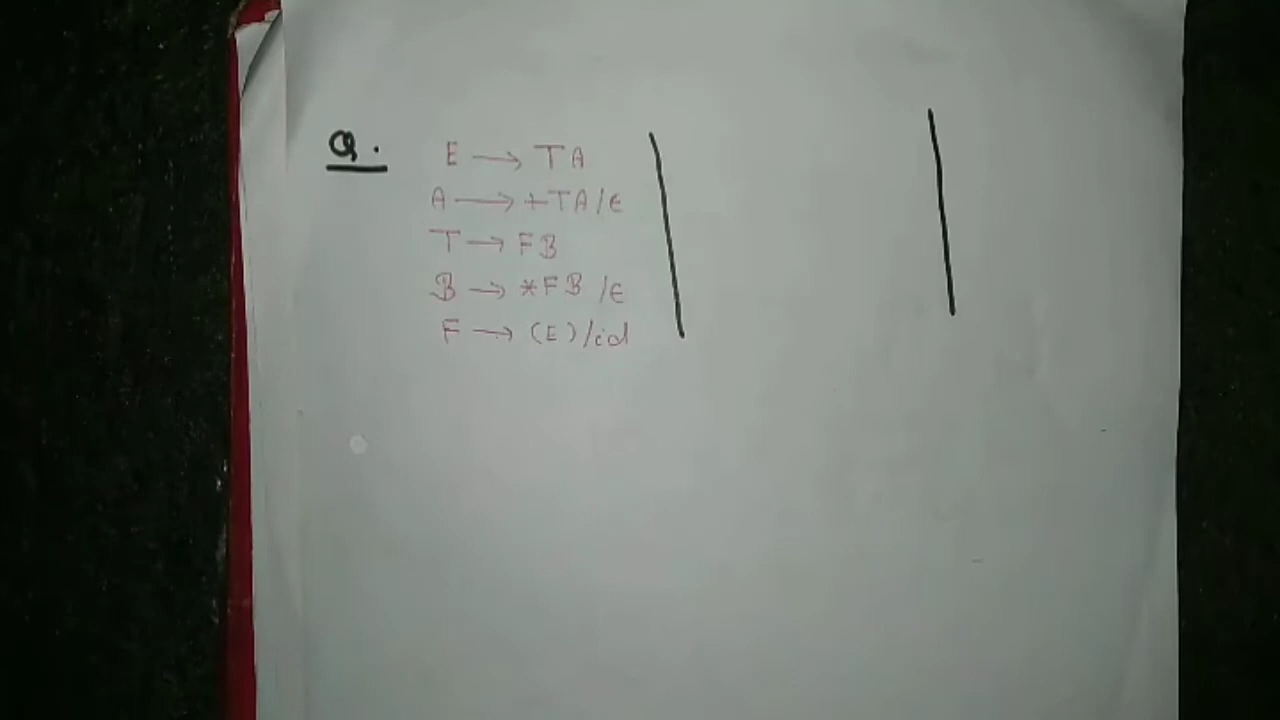 Q.
E → TA
A → +TA/ϵ
T → FB
B → *FB/ϵ
F → (E)/id